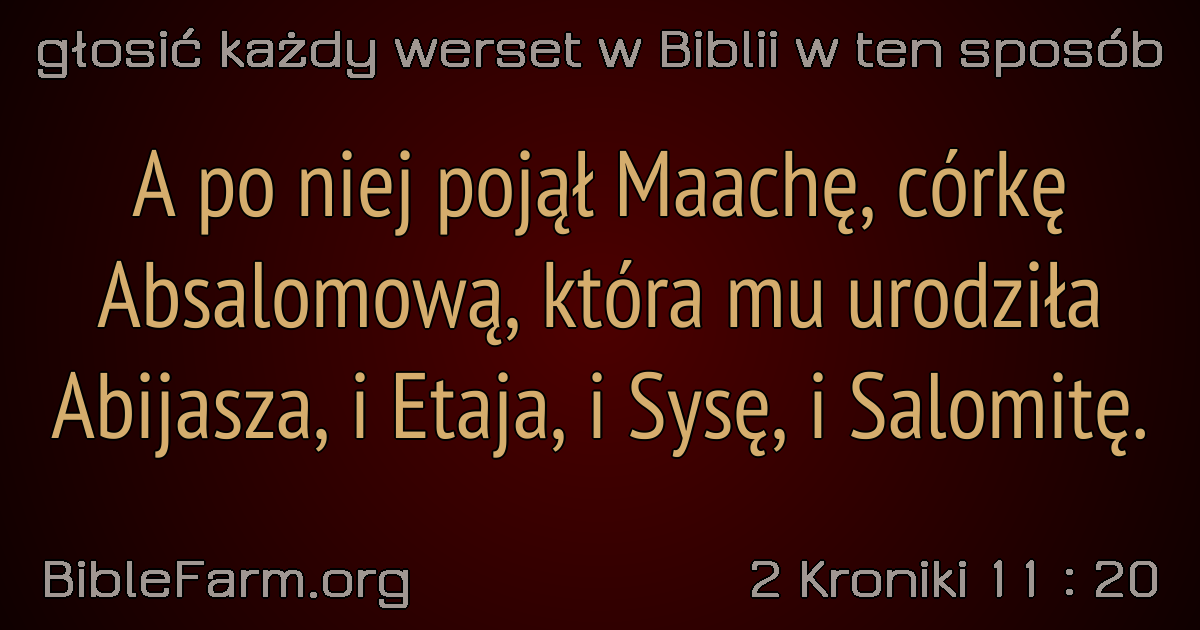 głosić każdy werset w Biblii w ten sposób
A po niej pojął Maachę, córkę
Absalomową, która mu urodziła
Abijasza, i Etaja, i Sysę, i Salomitę.
BibleFarm.org
2 Kroniki 11 : 20